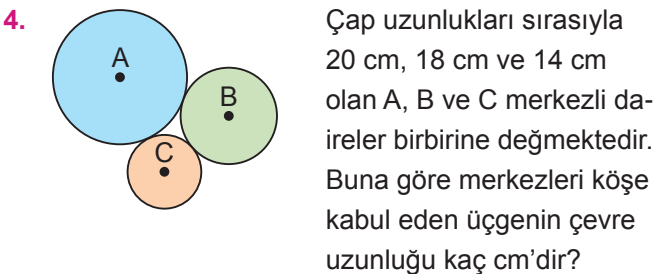 4.
A
B
C
Çap uzunlukları sırasıyla
20 cm, 18 cm ve 14 cm
olan A, B ve C merkezli da-
ireler birbirine değmektedir.
Buna göre merkezleri köşe
kabul eden üçgenin çevre
uzunluğu kaç cm’dir?